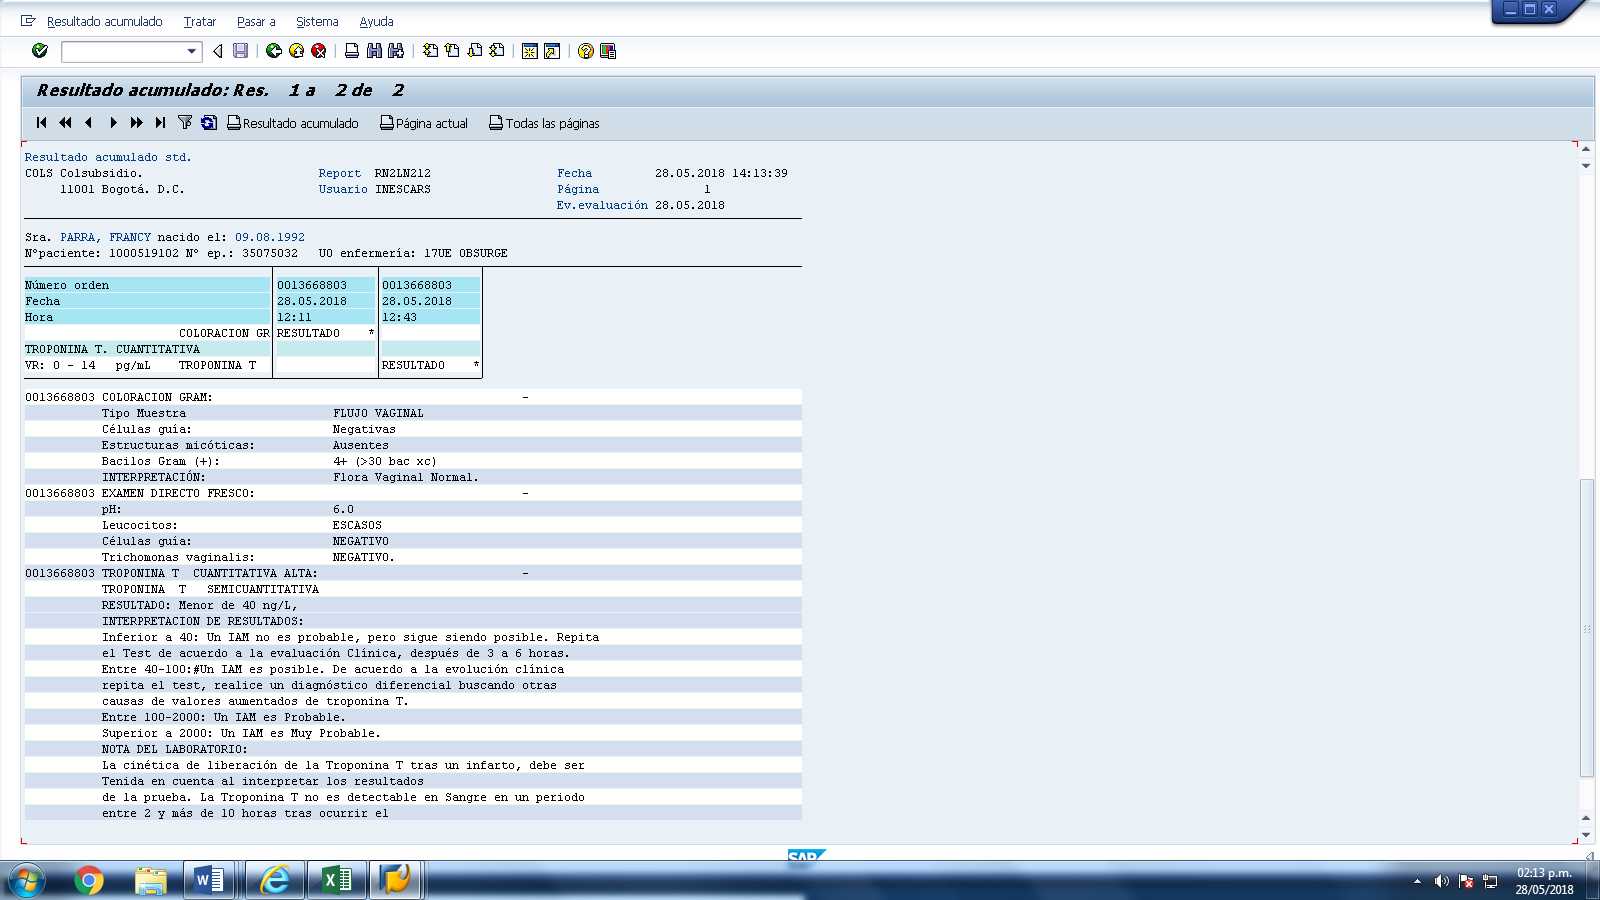 Resultado acumulado Tratar Pasar a Sistema Ayuda
Resultado acumulado: Res. 1 a 2 de 2
Resultado acumulado Página actual Todas las páginas
Resultado acumulado std.
COLS Colsubsidio. Report RN2LN212 Fecha 28.05.2018 14:13:39
11001 Bogotá. D.C. Usuario INESCARS Página 1
Ev.evaluación 28.05.2018
Sra. PARRA, FRANCY nacido el: 09.08.1992
N°paciente: 1000519102 N° ep.: 35075032 UO enfermería: 17UE OBSURGE
Número orden 0013668803 0013668803
Fecha 28.05.2018 28.05.2018
Hora 12:11 12:43
COLORACION GR RESULTADO *
TROPONINA T. CUANTITATIVA
VR: 0 - 14 pg/mL TROPONINA T RESULTADO *
0013668803 COLORACION GRAM: -
Tipo Muestra FLUJO VAGINAL
Células guía: Negativas
Estructuras micóticas: Ausentes
Bacilos Gram (+): 4+ (>30 bac xc)
INTERPRETACIÓN: Flora Vaginal Normal.
0013668803 EXAMEN DIRECTO FRESCO: -
pH: 6.0
Leucocitos: ESCASOS
Células guía: NEGATIVO
Trichomonas vaginalis: NEGATIVO.
0013668803 TROPONINA T CUANTITATIVA ALTA: -
TROPONINA T SEMICUANTITATIVA
RESULTADO: Menor de 40 ng/L,
INTERPRETACION DE RESULTADOS:
Inferior a 40: Un IAM no es probable, pero sigue siendo posible. Repita
el Test de acuerdo a la evaluación Clínica, después de 3 a 6 horas.
Entre 40-100:#Un IAM es posible. De acuerdo a la evolución clínica
repita el test, realice un diagnóstico diferencial buscando otras
causas de valores aumentados de troponina T.
Entre 100-2000: Un IAM es Probable.
Superior a 2000: Un IAM es Muy Probable.
NOTA DEL LABORATORIO:
La cinética de liberación de la Troponina T tras un infarto, debe ser
Tenida en cuenta al interpretar los resultados
de la prueba. La Troponina T no es detectable en Sangre en un periodo
entre 2 y más de 10 horas tras ocurrir el
SAP
02:13 p.m.
28/05/2018